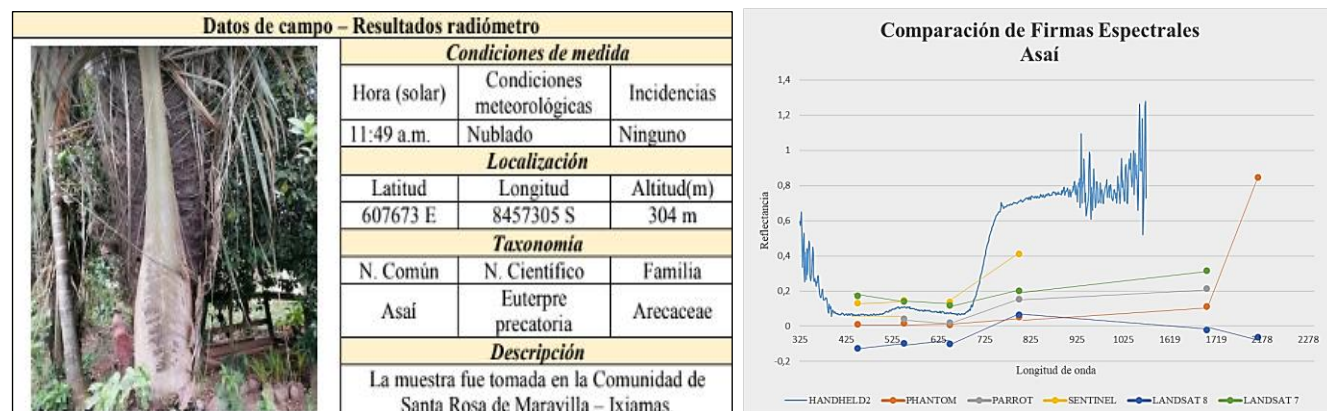 Datos de campo – Resultados radiómetro
Condiciones de medida
Hora (solar)
Condiciones
meteorológicas
Incidencias
11:49 a.m.
Nublado
Ninguno
Localización
Latitud
Longitud
Altitud(m)
607673 E
8457305 S
304 m
Taxonomía
N. Común
N. Científico
Familia
Asaí
Euterpre
precatoria
Arecaceae
Descripción
La muestra fue tomada en la Comunidad de
Santa Rosa de Maravilla – Ixiamas
Comparación de Firmas Espectrales
Asaí
1,4
1,2
1
0,8
0,6
0,4
0,2
0
-0,2
Reflectancia
325 425 525 625 725 825 925 1025 1619 1719 2178 2278
Longitud de onda
HANDHELD2 PHANTOM PARROT SENTINEL LANDSAT 8 LANDSAT 7